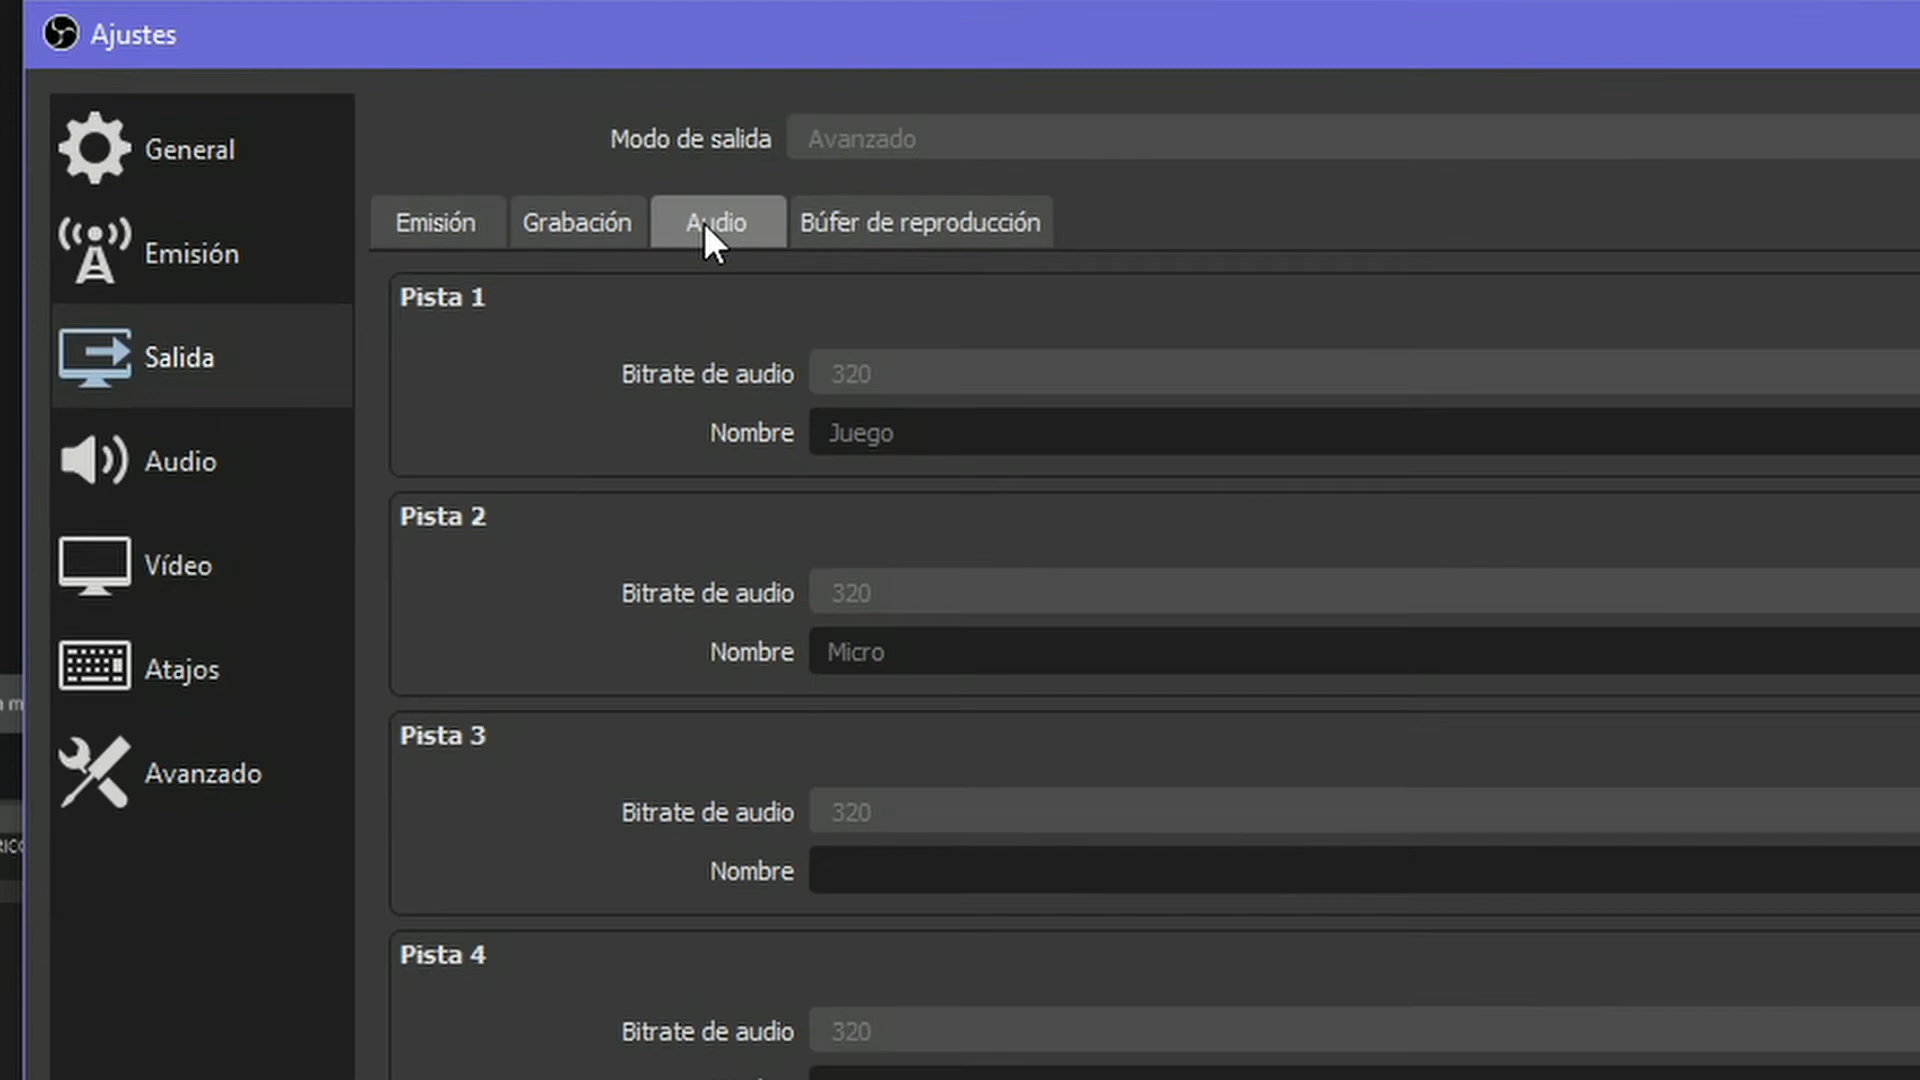 Ajustes
General
Emisión
Salida
Audio
Vídeo
Atajos
Avanzado
Modo de salida Avanzado
Emisión Grabación Audio Búfer de reproducción
Pista 1
Bitrate de audio 320
Nombre Juego
Pista 2
Bitrate de audio 320
Nombre Micro
Pista 3
Bitrate de audio 320
Nombre
Pista 4
Bitrate de audio 320